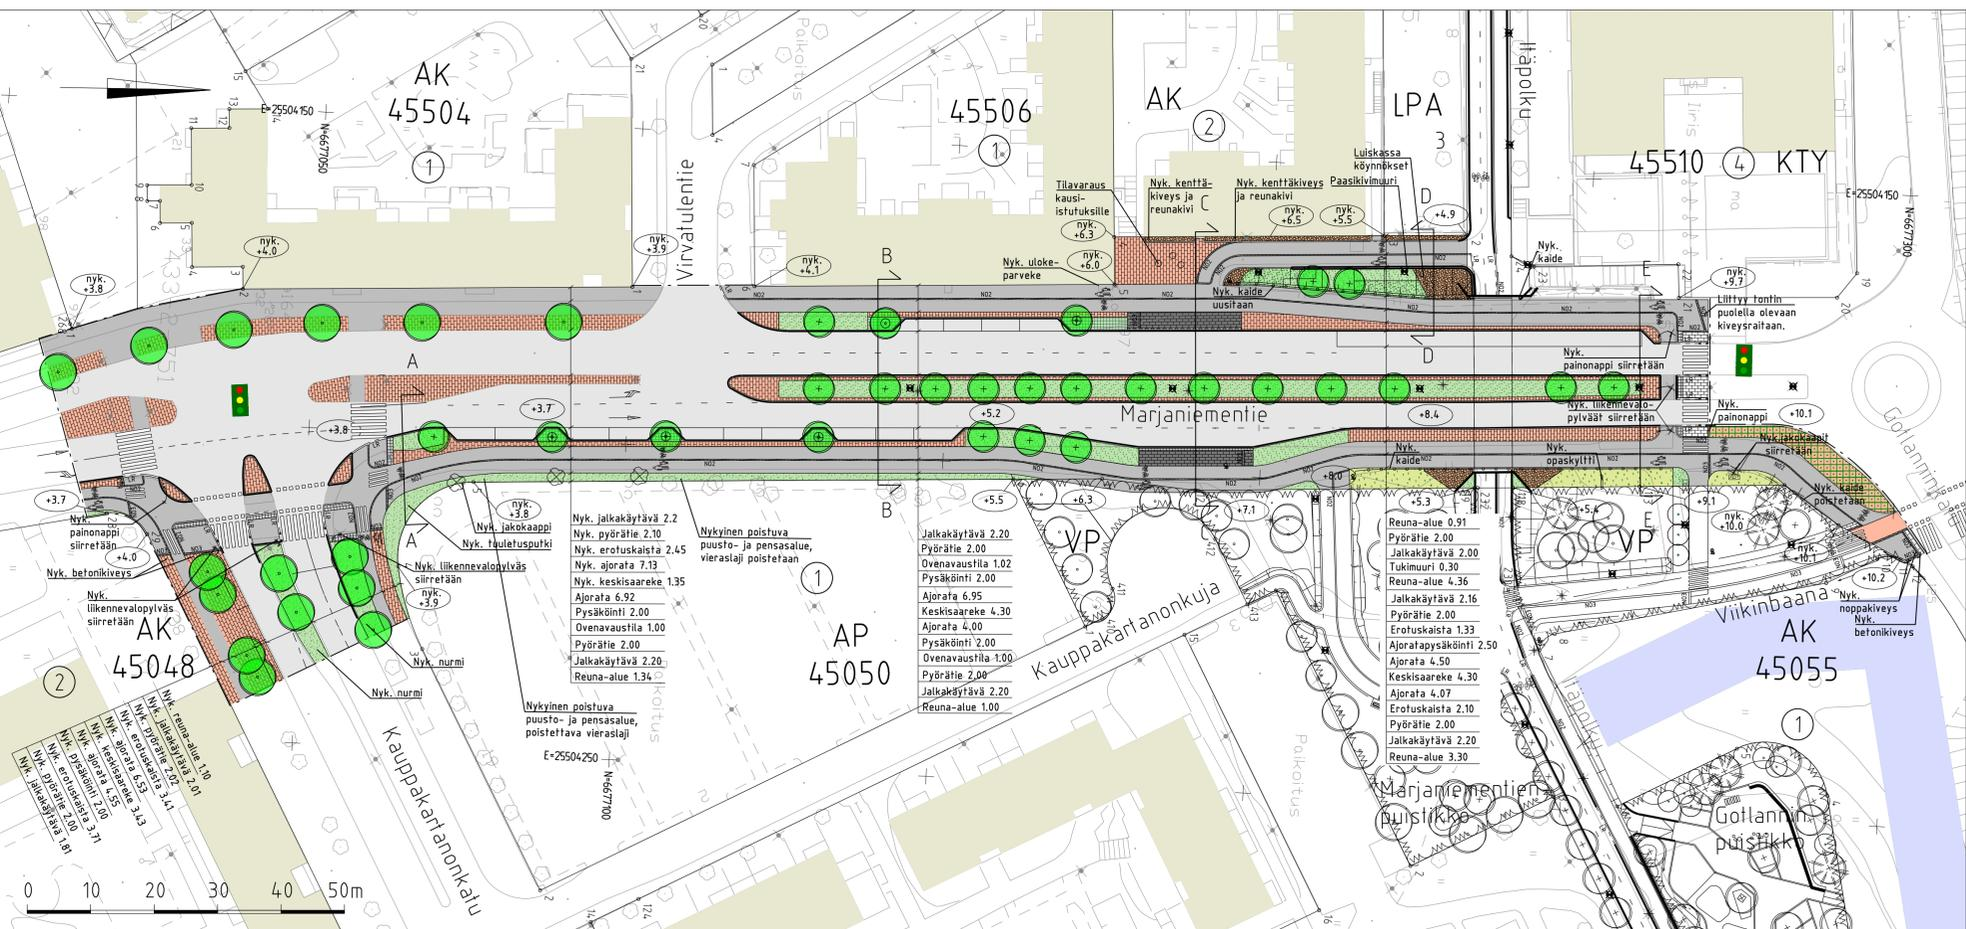 AK
45504
1
45506
1
AK
2
LPA
3
Itäpolku
45510
4
KTY
E=25504150
N=6677050
Virvatulentie
Paikoitus
E=25504150
N=6677300
Iris
Luiskassa
köynnökset
Paasikivimuuri
Tilavaraus
kausi-
istutuksille
Nyk. kenttä-
kiveys ja
reunakivi
Nyk. kenttäkiveys
ja reunakivi
C
D
+4.9
nyk.
+6.5
nyk.
+5.5
nyk.
+6.3
nyk.
+6.0
Nyk. uloke-
parveke
Nyk.
kaide
Nyk. kaide
uusitaan
nyk.
+3.8
nyk.
+4.0
nyk.
+3.9
nyk.
+4.1
B
E
nyk.
+9.7
Liittyy tontin
puolella olevaan
kiveysraitaan.
D
Nyk.
painonappi siirretään
A
+3.7
+3.8
+5.2
Marjaniementie
+8.4
Nyk. liikennevalo-
pylväät siirretään
Nyk.
painonappi
+10.1
Nyk.jakokaapit
siirretään
Gotlannin
Nyk.
kaide
Nyk.
opaskyltti
Nyk. kaide
poistetaan
+3.7
Nyk.
painonappi
siirretään
+4.0
Nyk. betonikiveys
Nyk.
liikennevalopylväs
siirretään
nyk.
+3.8
Nyk. jakokaappi
Nyk. tuuletusputki
A
Nyk. liikennevalopylväs
siirretään
nyk.
+3.9
B
+5.5
+6.3
+7.1
+8.0
+5.3
+5.4
E
+9.1
nyk.
+10.0
nyk.
+10.1
+10.2
Nyk.
noppakiveys
Nyk.
betonikiveys
Nyk. jalkakäytävä 2.2
Nyk. pyörätie 2.10
Nyk. erotuskaista 2.45
Nyk. ajorata 7.13
Nyk. keskisaareke 1.35
Ajorata 6.92
Pysäköinti 2.00
Ovenavaustila 1.00
Pyörätie 2.00
Jalkakäytävä 2.20
Reuna-alue 1.34
Nykyinen poistuva
puusto- ja pensasalue,
vieraslaji poistetaan
1
Jalkakäytävä 2.20
Pyörätie 2.00
Ovenavaustila 1.02
Pysäköinti 2.00
Ajorata 6.95
Keskisaareke 4.30
Ajorata 4.00
Pysäköinti 2.00
Ovenavaustila 1.00
Pyörätie 2.00
Jalkakäytävä 2.20
Reuna-alue 1.00
VP
Reuna-alue 0.91
Pyörätie 2.00
Jalkakäytävä 2.00
Tukimuuri 0.30
Reuna-alue 4.36
Jalkakäytävä 2.16
Pyörätie 2.00
Erotuskaista 1.33
Ajoratapysäköinti 2.50
Ajorata 4.50
Keskisaareke 4.30
Ajorata 4.07
Erotuskaista 2.10
Pyörätie 2.00
Jalkakäytävä 2.20
Reuna-alue 3.30
VP
Viikinbaana
AK
45055
1
AK
45048
2
Nyk. nurmi
Nyk. nurmi
AP
45050
Kauppakartanonkuja
Nykyinen poistuva
puusto- ja pensasalue,
poistettava vieraslaji
E=25504250
N=6677100
Nyk. reuna-alue 1.10
Nyk. jalkakäytävä 2.01
Nyk. pyörätie 2.02
Nyk. erotuskaista 3.41
Nyk. ajorata 6.53
Nyk. keskisaareke 3.43
Nyk. ajorata 4.55
Nyk. pysäköinti 2.00
Nyk. erotuskaista 3.71
Nyk. pyörätie 2.00
Nyk. jalkakäytävä 1.81
Kauppakartanonkatu
Paikoitus
Marjaniementien
puistikko
Itäpolku
Gotlannin
puistikko
0 10 20 30 40 50m